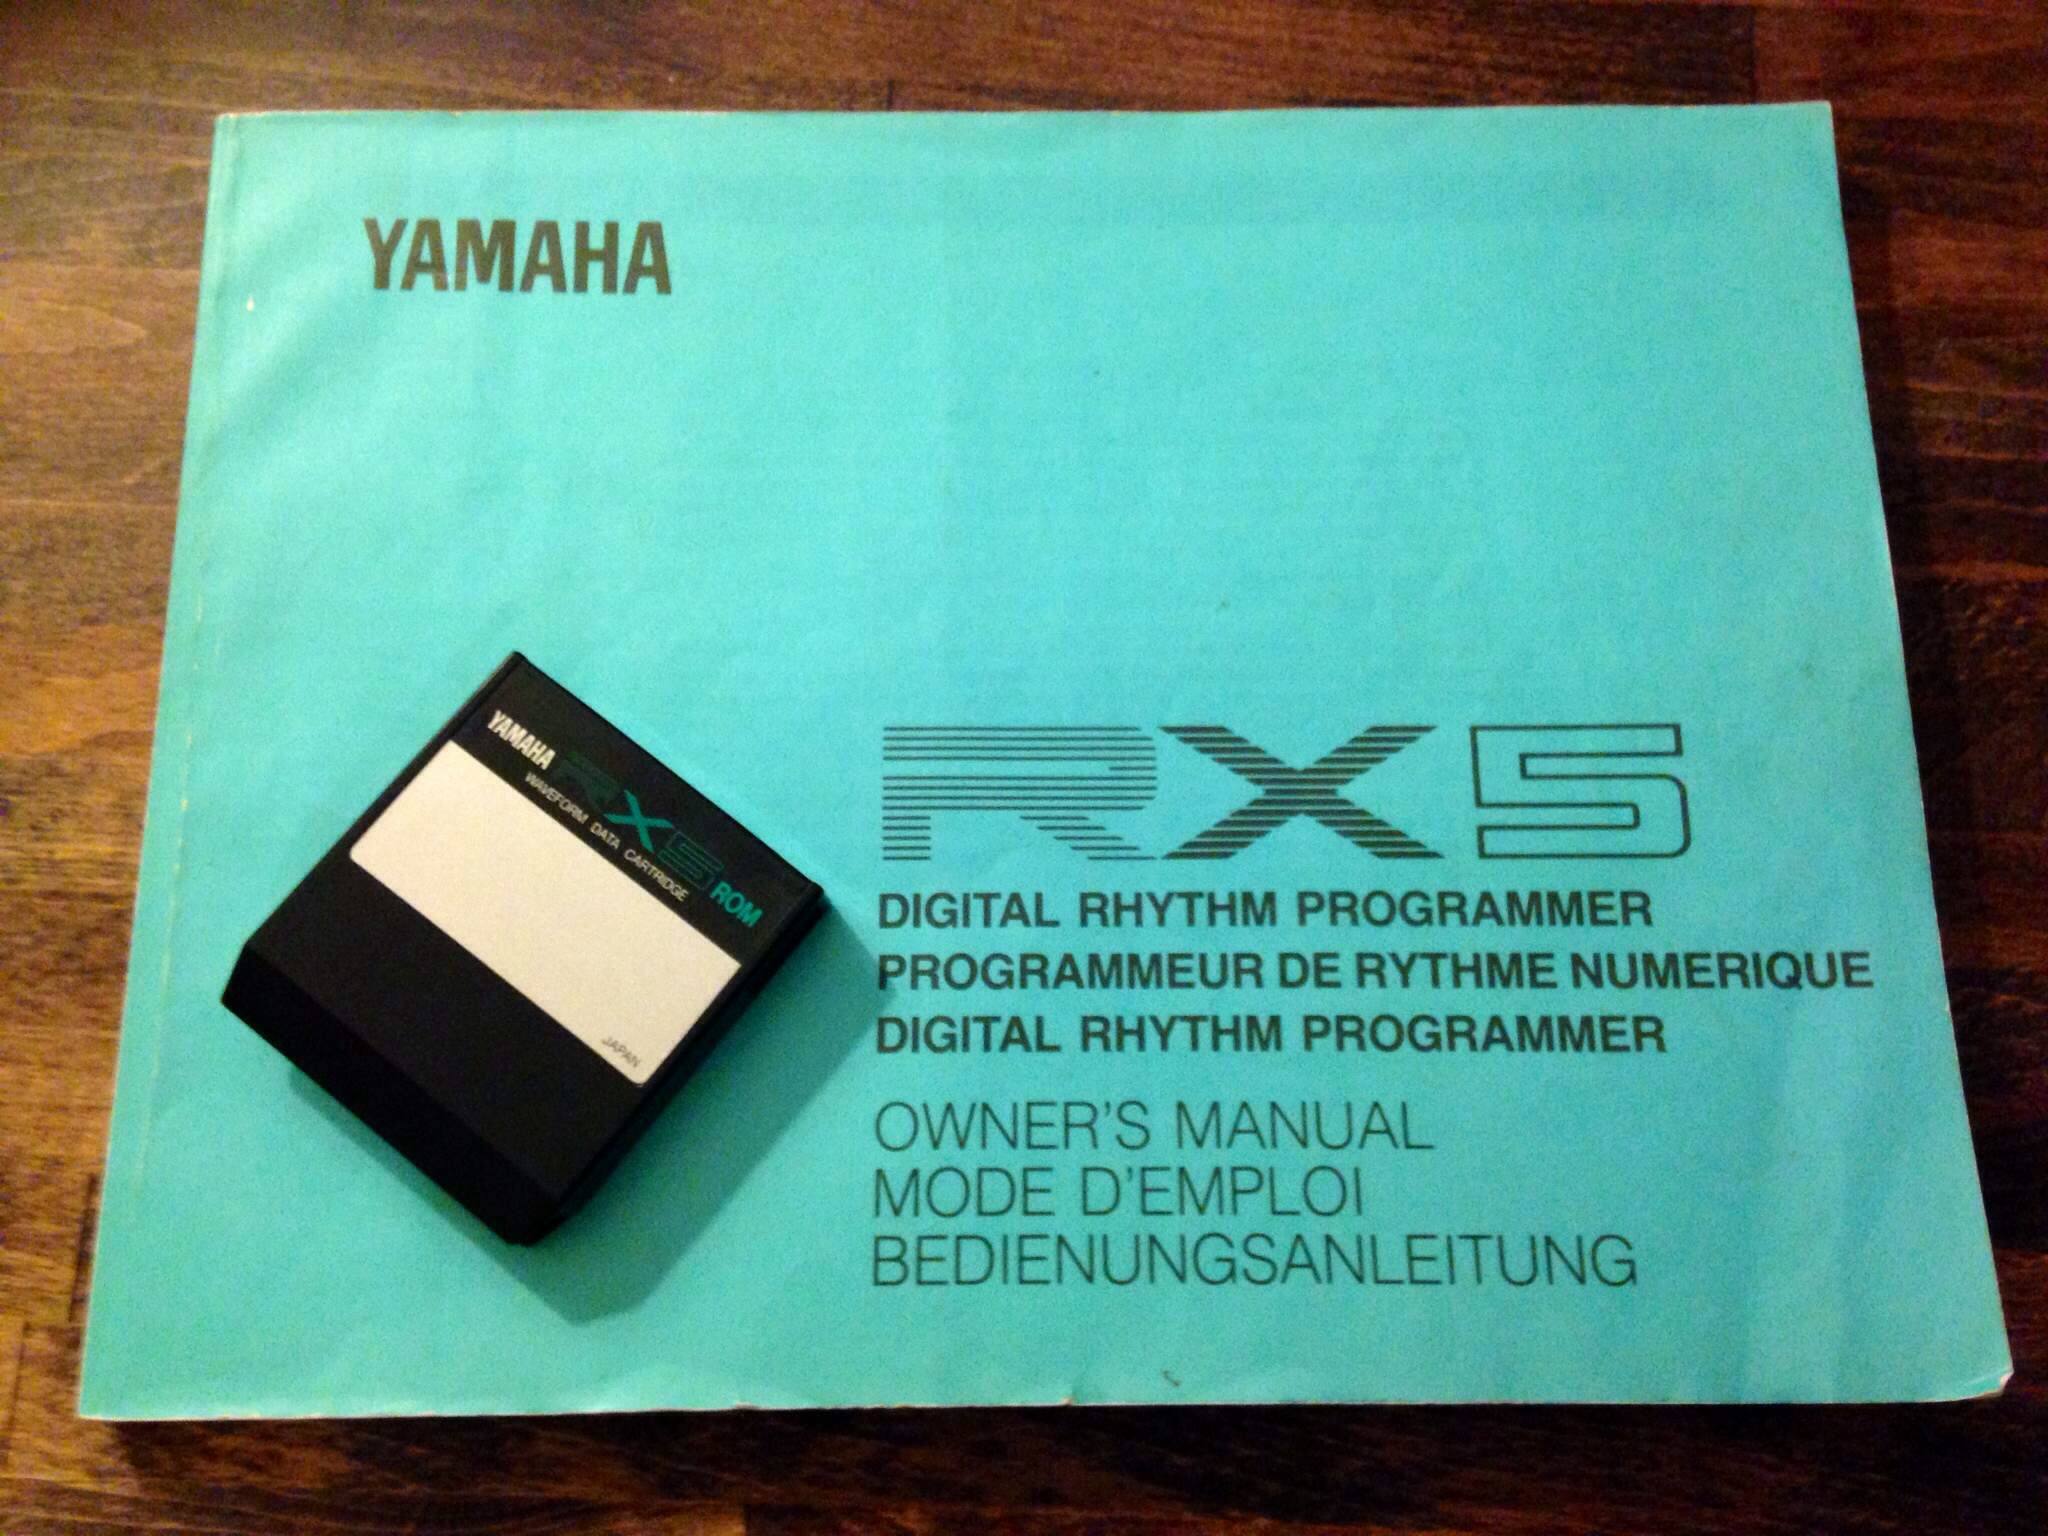 YAMAHA
RX5
DIGITAL RHYTHM PROGRAMMER
PROGRAMMEUR DE RYTHME NUMERIQUE
DIGITAL RHYTHM PROGRAMMER
OWNER'S MANUAL
MODE D'EMPLOI
BEDIENUNGSANLEITUNG
YAMAHA RX5 ROM
WAVEFORM DATA CARTRIDGE
JAPAN